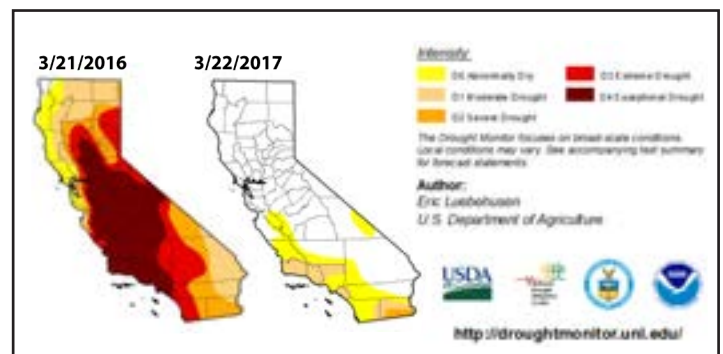 3/21/2016
3/22/2017
Intensity:
D0 Abnormally Dry
D1 Moderate Drought
D2 Severe Drought
D3 Extreme Drought
D4 Exceptional Drought
The Drought Monitor focuses on broad-scale conditions.
Local conditions may vary. See accompanying text summary
for forecast statements.
Author:
Eric Luebehusen
U.S. Department of Agriculture
USDA
http://droughtmonitor.unl.edu/